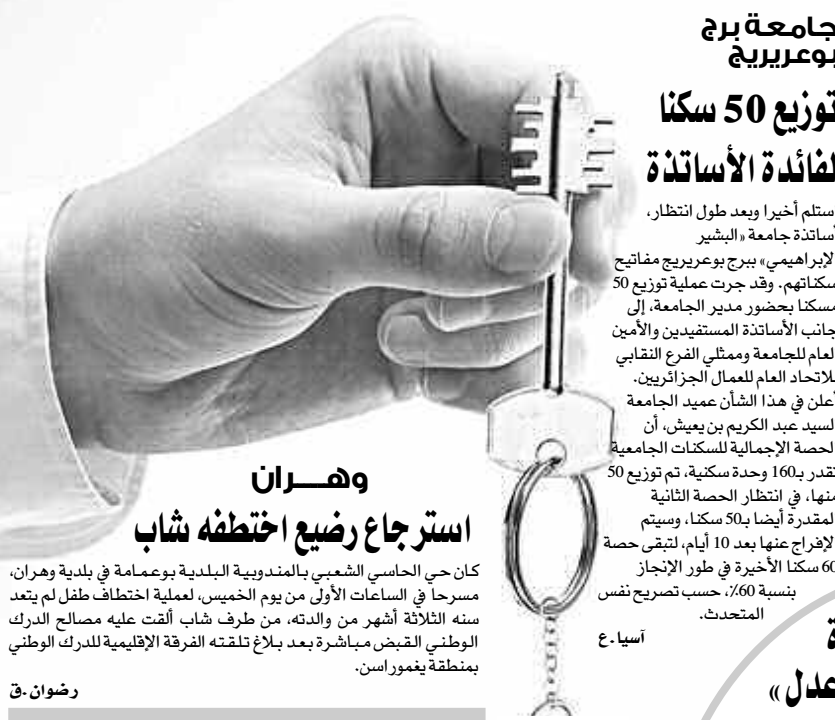 جامعة برج
بوعريريج
توزيع 50 سكنا
لفائدة الأساتذة
ستلم أخيرا وبعد طول انتظار،
أساتذة جامعة «البشير
الإبراهيمي» ببرج بوعريريج مفاتيح
سكناتهم. وقد جرت عملية توزيع 50
مسكنا بحضور مدير الجامعة، إلى
جانب الأساتذة المستفيدين والأمين
لعام للجامعة وممثلي الفرع النقابي
للاتحاد العام للعمال الجزائريين.
أعلن في هذا الشأن عميد الجامعة
لسيد عبد الكريم بن يعيش، أن
لحصة الإجمالية للسكنات الجامعية
تقدر بـ160 وحدة سكنية، تم توزيع 50
منها، في انتظار الحصة الثانية
لمقدرة أيضا بـ50 سكنا، وسيتم
لإفراج عنها بعد 10 أيام، لتبقى حصة
60 سكنا الأخيرة في طور الإنجاز
بنسبة 60٪، حسب تصريح نفس
المتحدث.
آسيا.ع
وهـــران
استرجاع رضيع اختطفه شاب
كان حي الحاسي الشعبي بالمندوبية البلدية بوعمامة في بلدية وهران،
مسرحا في الساعات الأولى من يوم الخميس، لعملية اختطاف طفل لم يتعد
سنه الثلاثة أشهر من والدته، من طرف شاب ألقت عليه مصالح الدرك
الوطني القبض مباشرة بعد بلاغ تلقته الفرقة الإقليمية للدرك الوطني
بمنطقة يغموراسن.
رضوان.ق
ة
عدل»